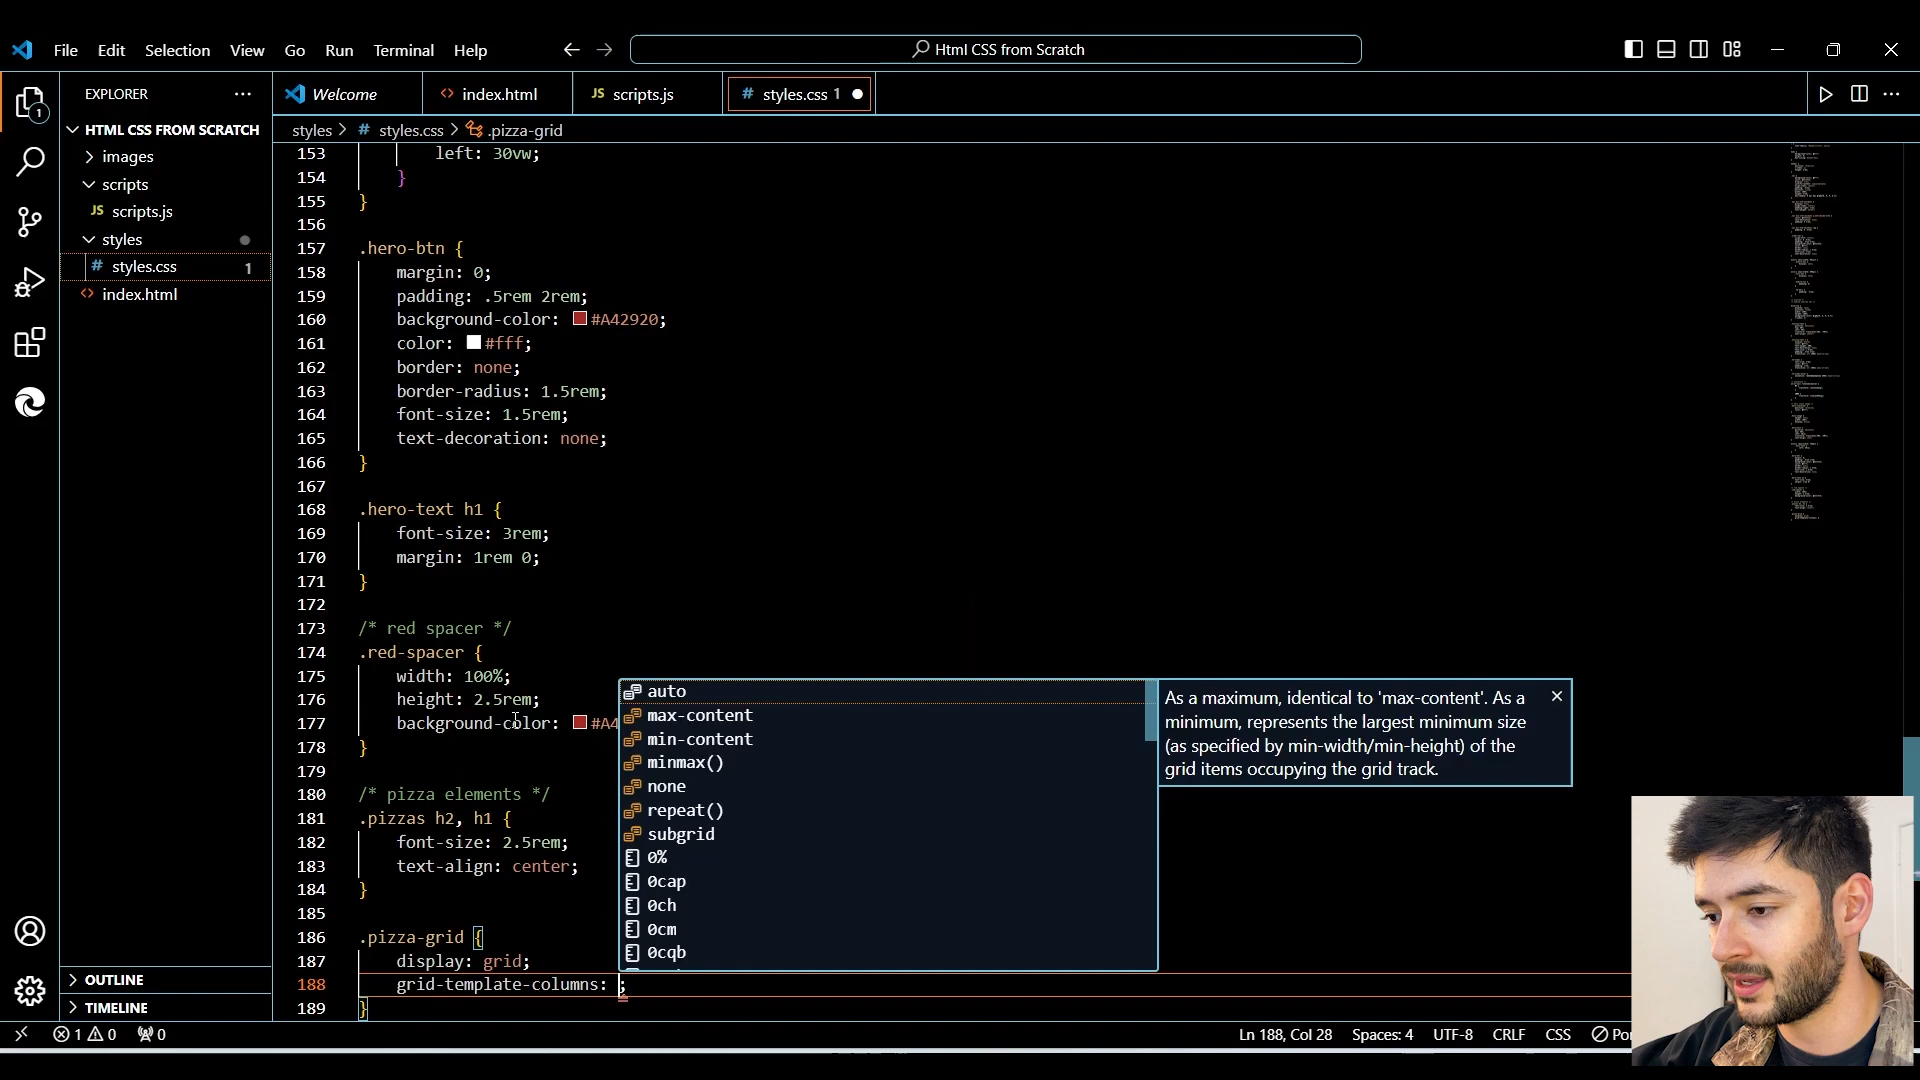 File Edit Selection View Go Run Terminal Help
Html CSS from Scratch
EXPLORER
Welcome
index.html
JS scripts.js
# styles.css 1
1
HTML CSS FROM SCRATCH
images
scripts
JS scripts.js
styles
# styles.css 1
index.html
OUTLINE
TIMELINE
styles > # styles.css > .pizza-grid
153 left: 30vw;
154 }
155 }
156
157 .hero-btn {
158 margin: 0;
159 padding: .5rem 2rem;
160 background-color: #A42920;
161 color: #fff;
162 border: none;
163 border-radius: 1.5rem;
164 font-size: 1.5rem;
165 text-decoration: none;
166 }
167
168 .hero-text h1 {
169 font-size: 3rem;
170 margin: 1rem 0;
171 }
172
173 /* red spacer */
174 .red-spacer {
175 width: 100%;
176 height: 2.5rem;
177 background-color: #A4
178 }
179
180 /* pizza elements */
181 .pizzas h2, h1 {
182 font-size: 2.5rem;
183 text-align: center;
184 }
185
186 .pizza-grid {
187 display: grid;
188 grid-template-columns: ;
189 }
auto
max-content
min-content
minmax()
none
repeat()
subgrid
0%
0cap
0ch
0cm
0cqb
As a maximum, identical to 'max-content'. As a
minimum, represents the largest minimum size
(as specified by min-width/min-height) of the
grid items occupying the grid track.
1 0 0
Ln 188, Col 28 Spaces: 4 UTF-8 CRLF CSS